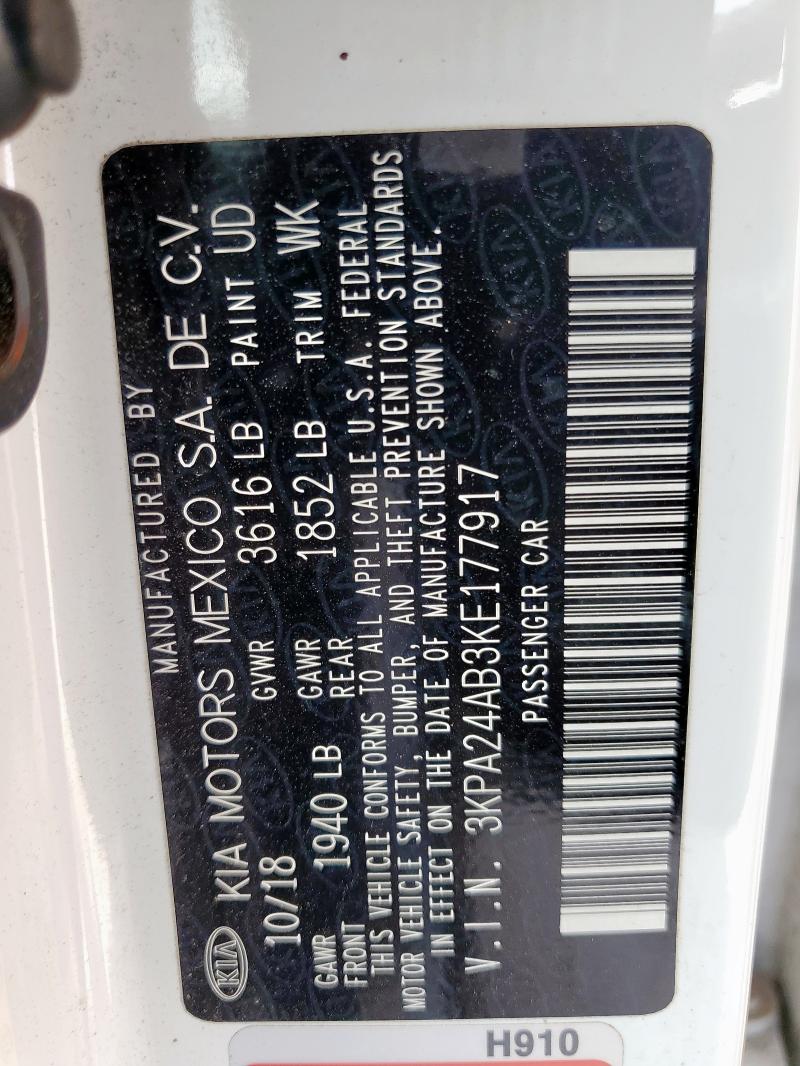 MANUFACTURED BY
KIA KIA MOTORS MEXICO S.A. DE C.V.
10/18 GVWR 3616 LB PAINT UD
GAWR FRONT 1940 LB GAWR REAR 1852 LB TRIM WK
THIS VEHICLE CONFORMS TO ALL APPLICABLE U.S.A. FEDERAL
MOTOR VEHICLE SAFETY, BUMPER, AND THEFT PREVENTION STANDARDS
IN EFFECT ON THE DATE OF MANUFACTURE SHOWN ABOVE.
V.I.N. 3KPA24AB3KE177917
PASSENGER CAR
H910